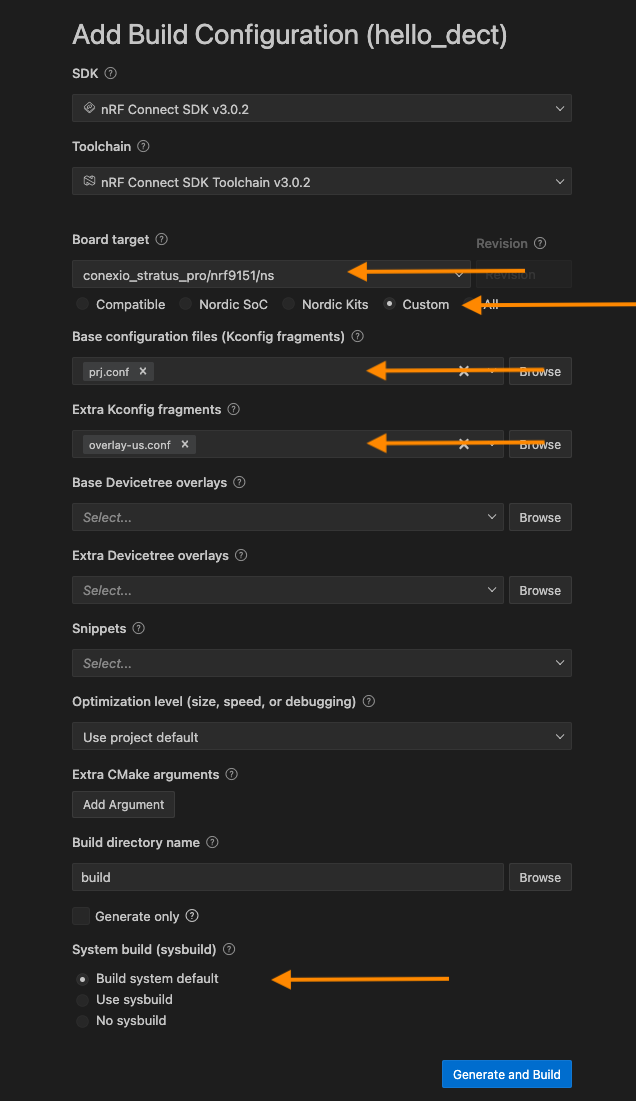 Add Build Configuration (hello_dect)
SDK
nRF Connect SDK v3.0.2
Toolchain
nRF Connect SDK Toolchain v3.0.2
Board target
Revision
conexio_stratus_pro/nrf9151/ns
Revision
Compatible
Nordic SoC
Nordic Kits
Custom
All
Base configuration files (Kconfig fragments)
prj.conf
Browse
Extra Kconfig fragments
overlay-us.conf
Browse
Base Devicetree overlays
Select...
Browse
Extra Devicetree overlays
Select...
Browse
Snippets
Select...
Optimization level (size, speed, or debugging)
Use project default
Extra CMake arguments
Add Argument
Build directory name
build
Browse
Generate only
System build (sysbuild)
Build system default
Use sysbuild
No sysbuild
Generate and Build